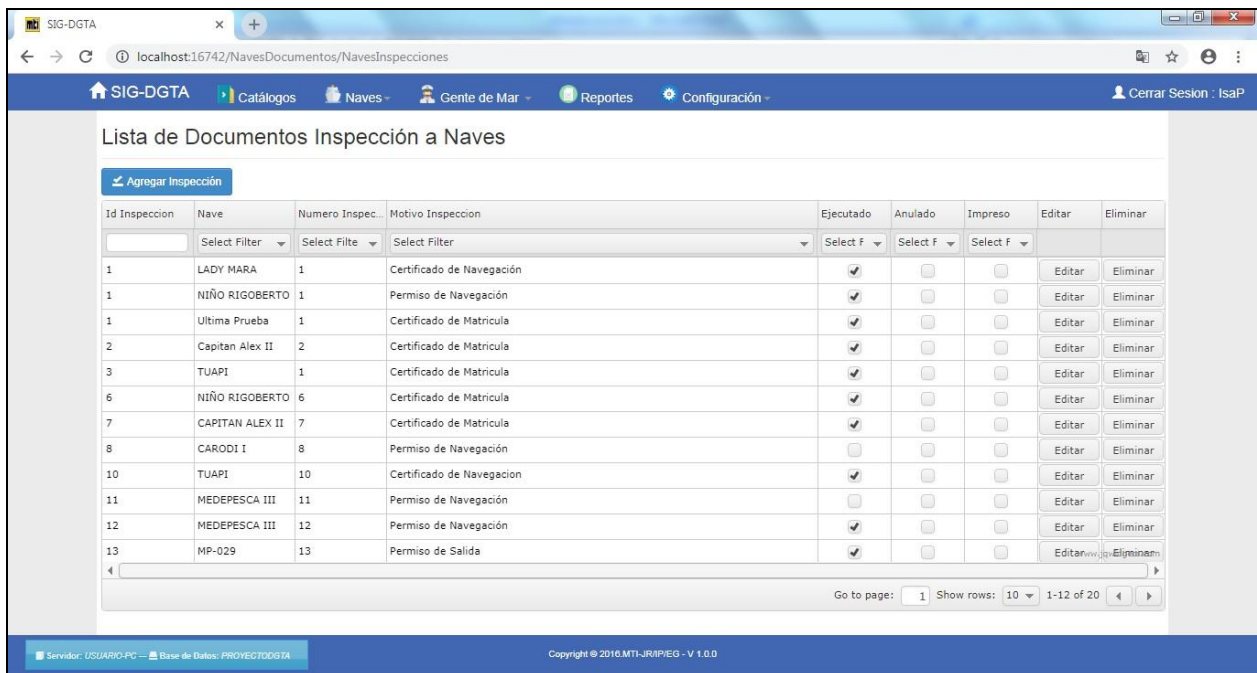 mti SIG-DGTA
localhost:16742/NavesDocumentos/NavesInspecciones
SIG-DGTA Catálogos Naves Gente de Mar Reportes Configuración Cerrar Sesion : IsaP
Lista de Documentos Inspección a Naves
Agregar Inspección
Id Inspeccion Nave Numero Inspec... Motivo Inspeccion Ejecutado Anulado Impreso Editar Eliminar
Select Filter Select Filte Select Filter Select F Select F Select F
1 LADY MARA 1 Certificado de Navegación Editar Eliminar
1 NIÑO RIGOBERTO 1 Permiso de Navegación Editar Eliminar
1 Ultima Prueba 1 Certificado de Matricula Editar Eliminar
2 Capitan Alex II 2 Certificado de Matricula Editar Eliminar
3 TUAPI 1 Certificado de Matricula Editar Eliminar
6 NIÑO RIGOBERTO 6 Certificado de Matricula Editar Eliminar
7 CAPITAN ALEX II 7 Certificado de Matricula Editar Eliminar
8 CARODI I 8 Permiso de Navegación Editar Eliminar
10 TUAPI 10 Certificado de Navegacion Editar Eliminar
11 MEDEPESCA III 11 Permiso de Navegación Editar Eliminar
12 MEDEPESCA III 12 Permiso de Navegación Editar Eliminar
13 MP-029 13 Permiso de Salida Editar Eliminar
Go to page: 1 Show rows: 10 1-12 of 20
Servidor: USUARIO-PC — Base de Datos: PROYECTODGTA
Copyright © 2016.MTI-JR/IP/EG - V 1.0.0